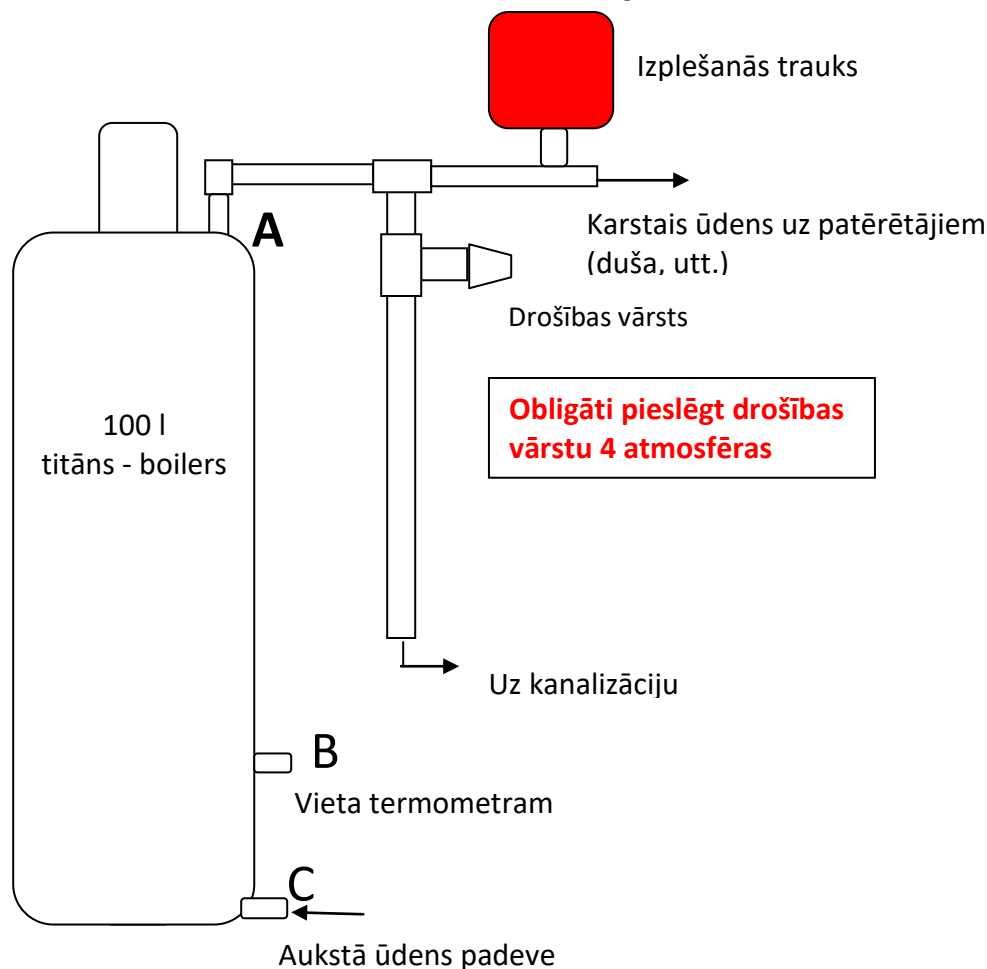 Izplešanās trauks
A
Karstais ūdens uz patērētājiem
(duša, utt.)
Drošības vārsts
Obligāti pieslēgt drošības
vārstu 4 atmosfēras
100 l
titāns - boilers
Uz kanalizāciju
B
Vieta termometram
C
Aukstā ūdens padeve